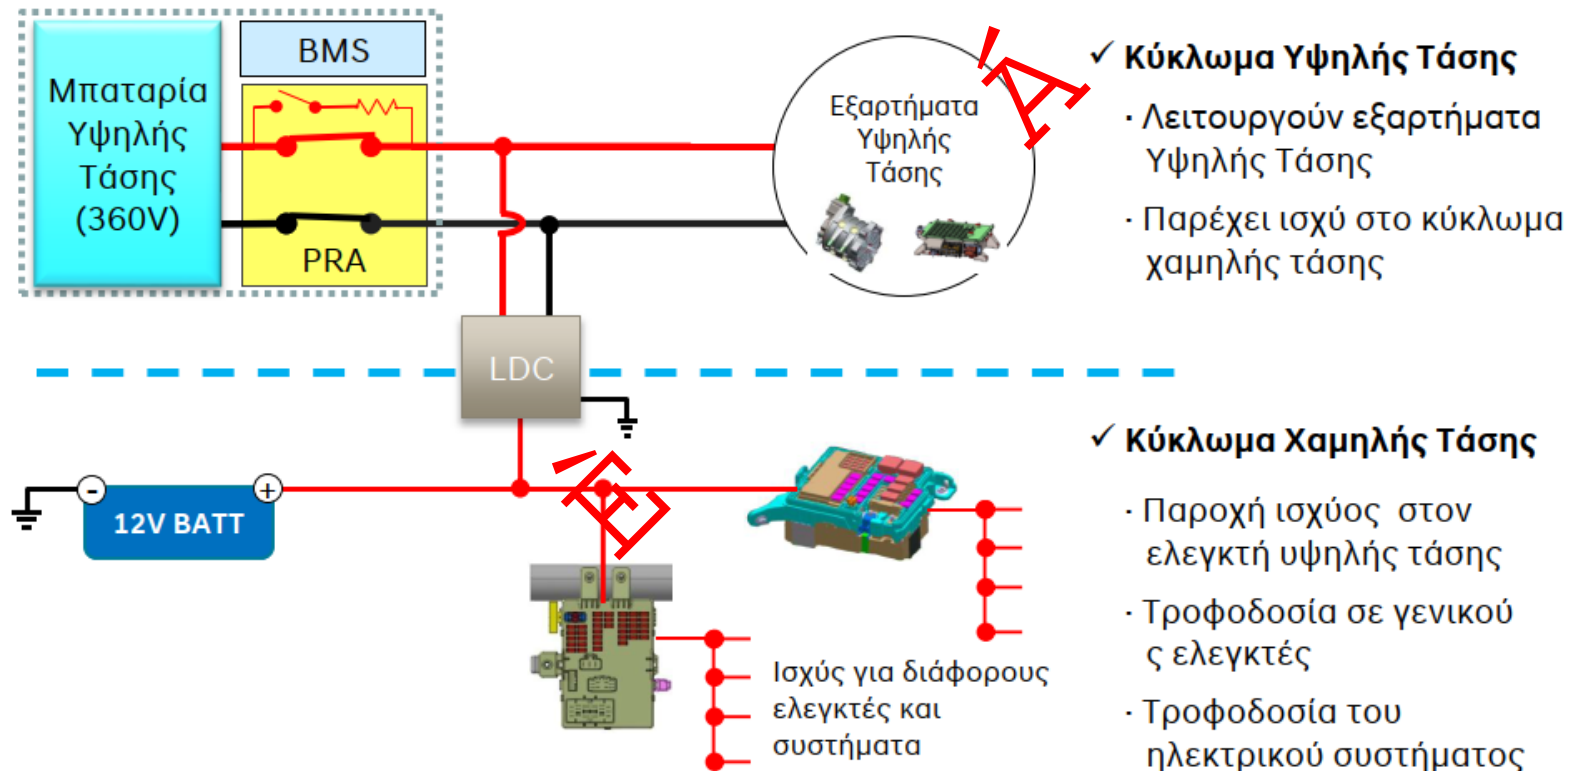 Μπαταρία
Υψηλής
Τάσης
(360V)
BMS
PRA
Εξαρτήματα
Υψηλής
Τάσης
Ά
✓ Κύκλωμα Υψηλής Τάσης
· Λειτουργούν εξαρτήματα
Υψηλής Τάσης
· Παρέχει ισχύ στο κύκλωμα
χαμηλής τάσης
LDC
- +
12V BATT
Έ
Ισχύς για διάφορους
ελεγκτές και
συστήματα
✓ Κύκλωμα Χαμηλής Τάσης
· Παροχή ισχύος στον
ελεγκτή υψηλής τάσης
· Τροφοδοσία σε γενικού
ς ελεγκτές
· Τροφοδοσία του
ηλεκτρικού συστήματος